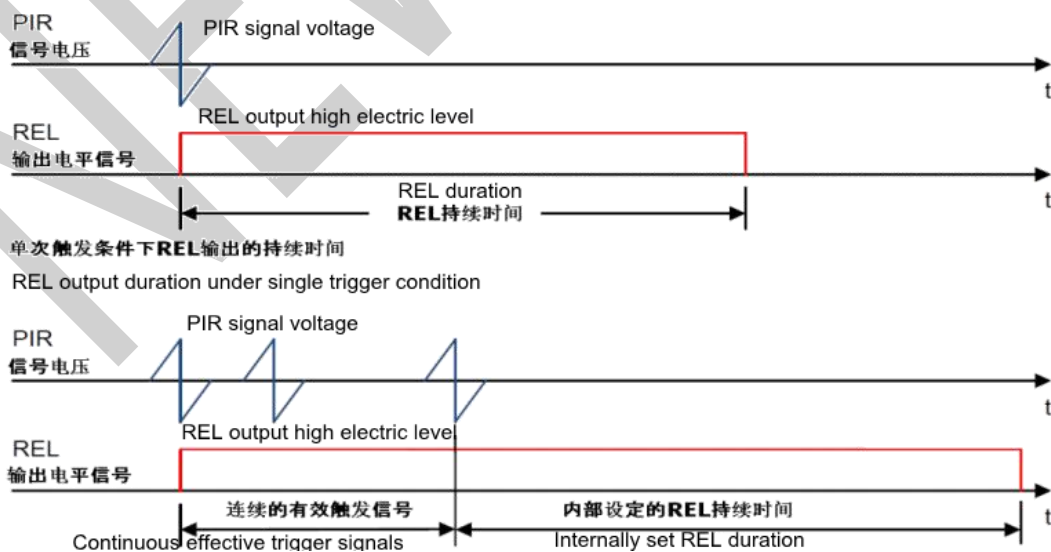 PIR
信号电压
PIR signal voltage
t
REL output high electric level
REL
输出电平信号
t
REL duration
REL持续时间
单次触发条件下REL输出的持续时间
REL output duration under single trigger condition
PIR signal voltage
PIR
信号电压
t
REL output high electric level
REL
输出电平信号
t
连续的有效触发信号
内部设定的REL持续时间
Continuous effective trigger signals
Internally set REL duration